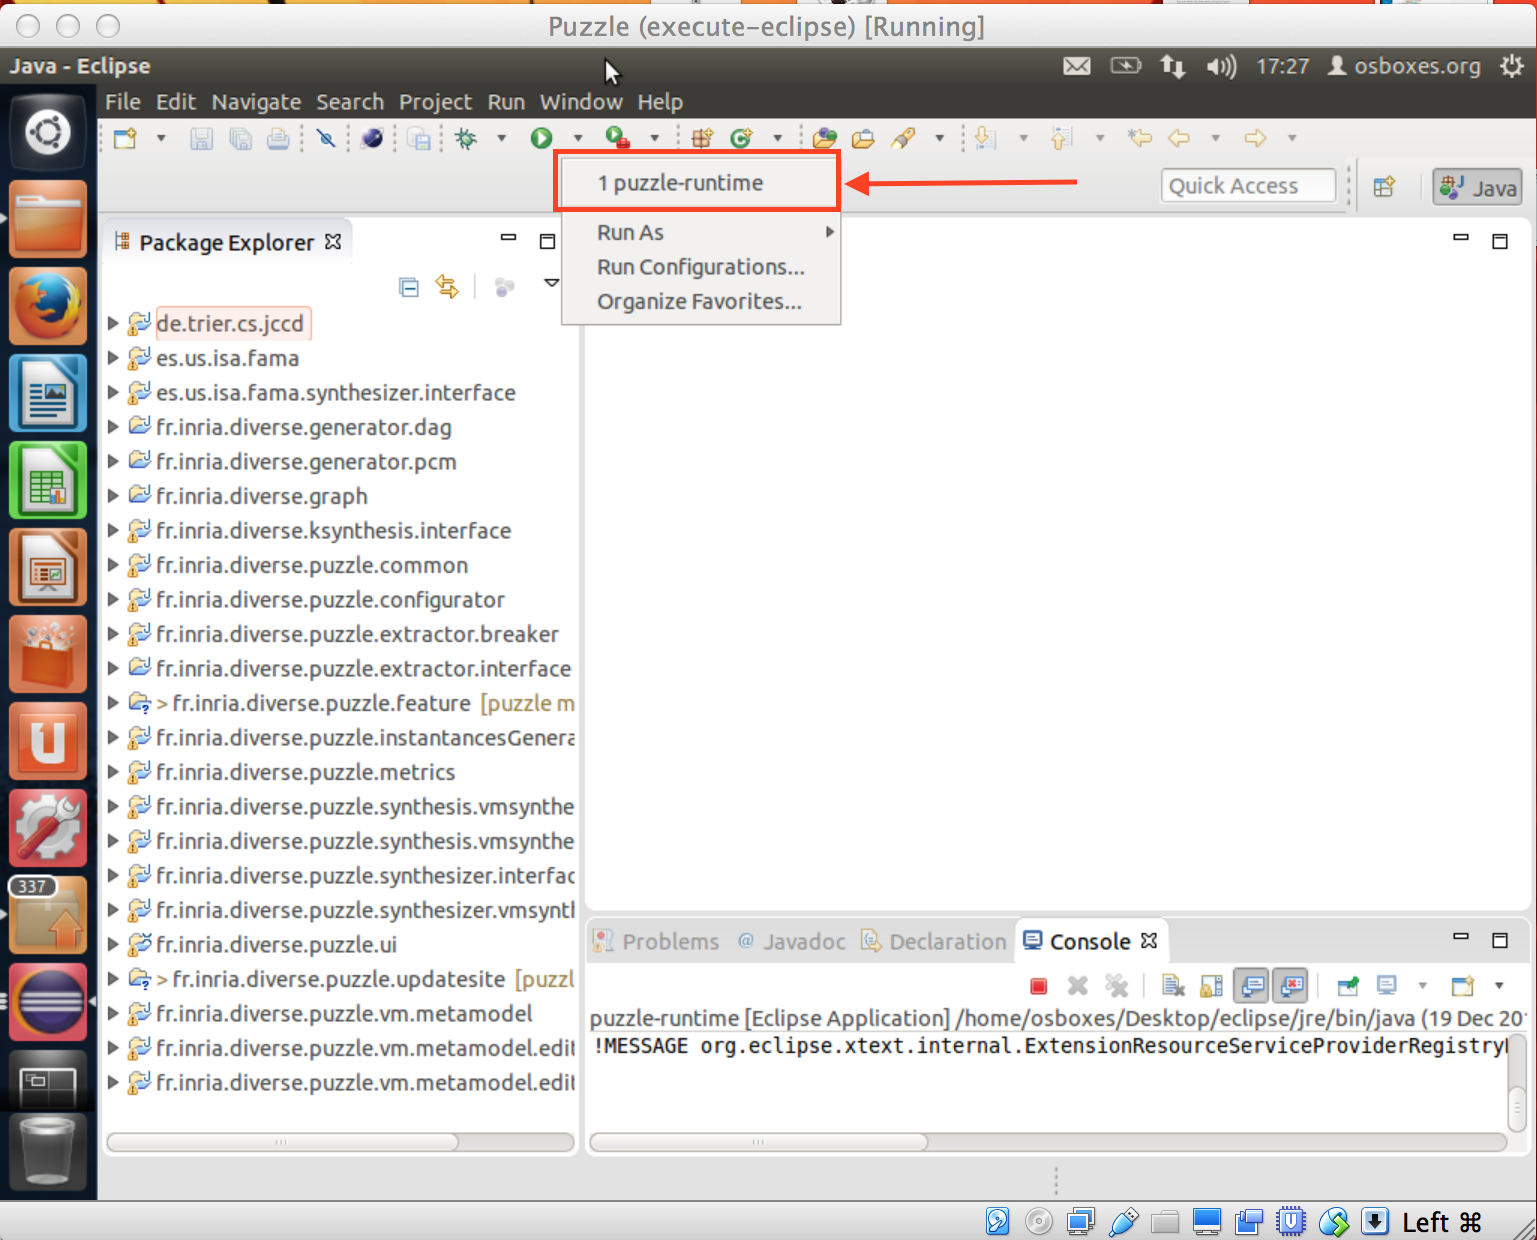 Puzzle (execute-eclipse) [Running]
Java - Eclipse
17:27 osboxes.org
File Edit Navigate Search Project Run Window Help
1 puzzle-runtime
Quick Access
Java
Run As
Run Configurations...
Organize Favorites...
Package Explorer
de.trier.cs.jccd
es.us.isa.fama
es.us.isa.fama.synthesizer.interface
fr.inria.diverse.generator.dag
fr.inria.diverse.generator.pcm
fr.inria.diverse.graph
fr.inria.diverse.ksynthesis.interface
fr.inria.diverse.puzzle.common
fr.inria.diverse.puzzle.configurator
fr.inria.diverse.puzzle.extractor.breaker
fr.inria.diverse.puzzle.extractor.interface
> fr.inria.diverse.puzzle.feature [puzzle m
fr.inria.diverse.puzzle.instantancesGenera
fr.inria.diverse.puzzle.metrics
fr.inria.diverse.puzzle.synthesis.vmsynthe
fr.inria.diverse.puzzle.synthesis.vmsynthe
fr.inria.diverse.puzzle.synthesizer.interfac
fr.inria.diverse.puzzle.synthesizer.vmsynt
fr.inria.diverse.puzzle.ui
> fr.inria.diverse.puzzle.updatesite [puzzl
fr.inria.diverse.puzzle.vm.metamodel
fr.inria.diverse.puzzle.vm.metamodel.edit
fr.inria.diverse.puzzle.vm.metamodel.edit
337
Problems @ Javadoc Declaration Console
puzzle-runtime [Eclipse Application] /home/osboxes/Desktop/eclipse/jre/bin/java (19 Dec 201
!MESSAGE org.eclipse.xtext.internal.ExtensionResourceServiceProviderRegistry
Left ⌘